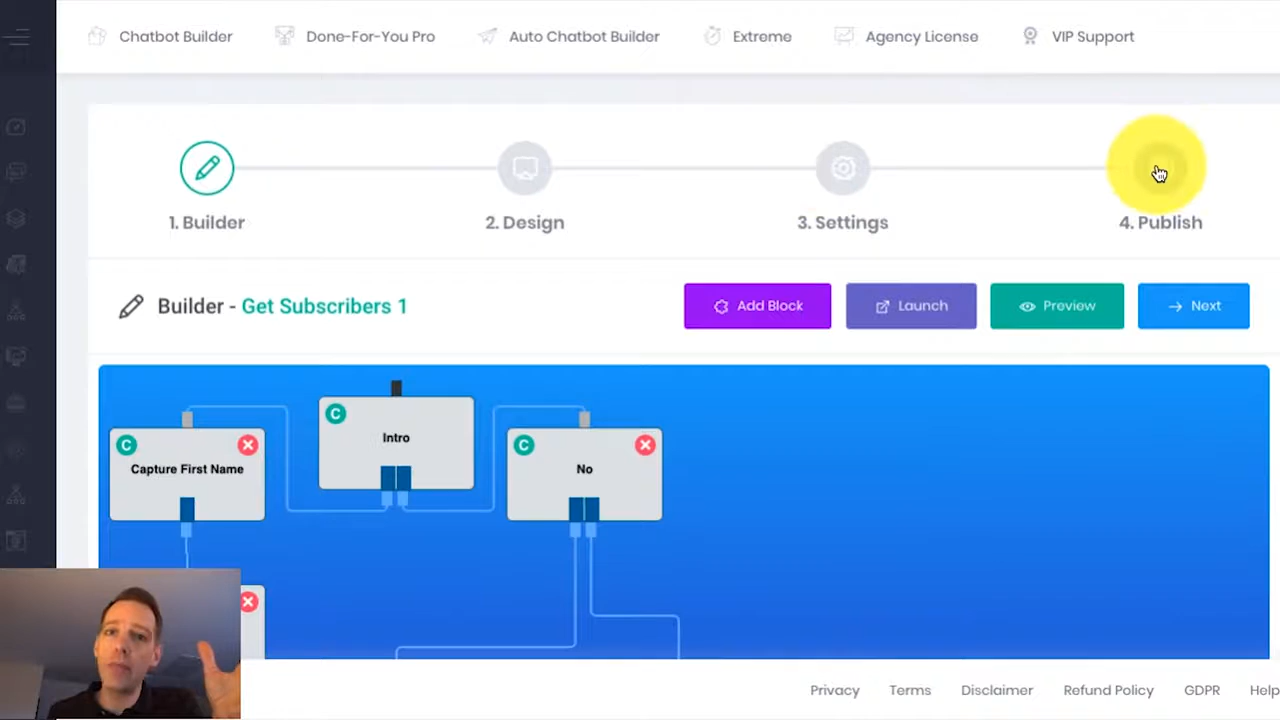 Chatbot Builder
Done-For-You Pro
Auto Chatbot Builder
Extreme
Agency License
VIP Support
1. Builder
2. Design
3. Settings
4. Publish
Builder - Get Subscribers 1
Add Block
Launch
Preview
Next
C
Intro
C
Capture First Name
C
No
Privacy
Terms
Disclaimer
Refund Policy
GDPR
Help